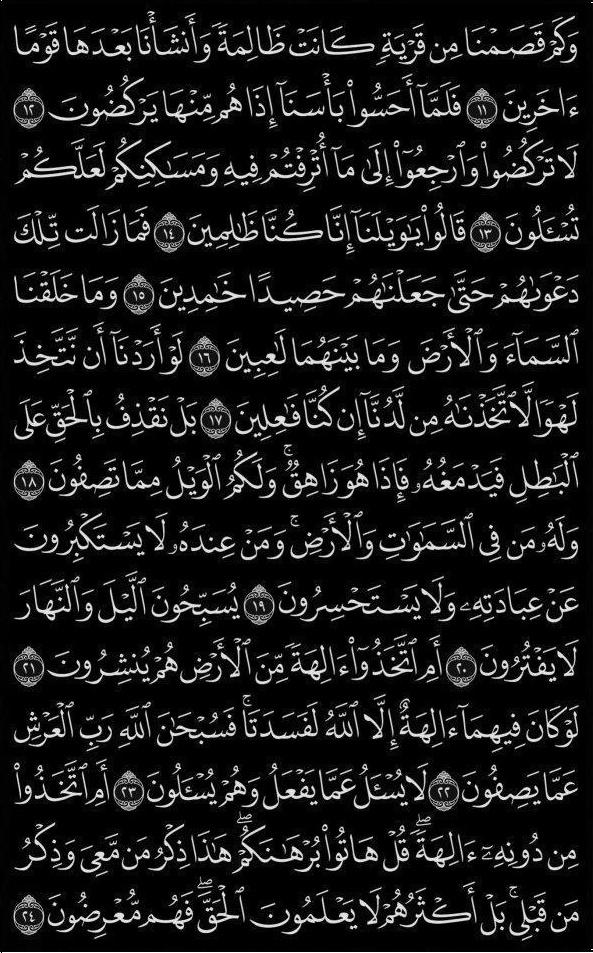 وَكَمْ قَصَمْنَا مِن قَرْيَةٍ كَانَتْ ظَالِمَةً وَأَنشَأْنَا بَعْدَهَا قَوْمًا
ءَاخَرِينَ ١١ فَلَمَّآ أَحَسُّوا۟ بَأْسَنَآ إِذَا هُم مِّنْهَا يَرْكُضُونَ ١٢
لَا تَرْكُضُوا۟ وَٱرْجِعُوٓا۟ إِلَىٰ مَآ أُتْرِفْتُمْ فِيهِ وَمَسَٰكِنِكُمْ لَعَلَّكُمْ
تُسْـَٔلُونَ ١٣ قَالُوا۟ يَٰوَيْلَنَآ إِنَّا كُنَّا ظَٰلِمِينَ ١٤ فَمَا زَالَت تِّلْكَ
دَعْوَىٰهُمْ حَتَّىٰ جَعَلْنَٰهُمْ حَصِيدًا خَٰمِدِينَ ١٥ وَمَا خَلَقْنَا
ٱلسَّمَآءَ وَٱلْأَرْضَ وَمَا بَيْنَهُمَا لَٰعِبِينَ ١٦ لَوْ أَرَدْنَآ أَن نَّتَّخِذَ
لَهْوًا لَّٱتَّخَذْنَٰهُ مِن لَّدُنَّآ إِن كُنَّا فَٰعِلِينَ ١٧ بَلْ نَقْذِفُ بِٱلْحَقِّ عَلَى
ٱلْبَٰطِلِ فَيَدْمَغُهُۥ فَإِذَا هُوَ زَاهِقٌ ۚ وَلَكُمُ ٱلْوَيْلُ مِمَّا تَصِفُونَ ١٨
وَلَهُۥ مَن فِى ٱلسَّمَٰوَٰتِ وَٱلْأَرْضِ ۚ وَمَنْ عِندَهُۥ لَا يَسْتَكْبِرُونَ
عَنْ عِبَادَتِهِۦ وَلَا يَسْتَحْسِرُونَ ١٩ يُسَبِّحُونَ ٱلَّيْلَ وَٱلنَّهَارَ
لَا يَفْتُرُونَ ٢٠ أَمِ ٱتَّخَذُوٓا۟ ءَالِهَةً مِّنَ ٱلْأَرْضِ هُمْ يُنشِرُونَ ٢١
لَوْ كَانَ فِيهِمَآ ءَالِهَةٌ إِلَّا ٱللَّهُ لَفَسَدَتَا ۚ فَسُبْحَٰنَ ٱللَّهِ رَبِّ ٱلْعَرْشِ
عَمَّا يَصِفُونَ ٢٢ لَا يُسْـَٔلُ عَمَّا يَفْعَلُ وَهُمْ يُسْـَٔلُونَ ٢٣ أَمِ ٱتَّخَذُوا۟
مِن دُونِهِۦٓ ءَالِهَةً ۖ قُلْ هَاتُوا۟ بُرْهَٰنَكُمْ ۖ هَٰذَا ذِكْرُ مَن مَّعِىَ وَذِكْرُ
مَن قَبْلِى ۗ بَلْ أَكْثَرُهُمْ لَا يَعْلَمُونَ ٱلْحَقَّ ۖ فَهُم مُّعْرِضُونَ ٢٤